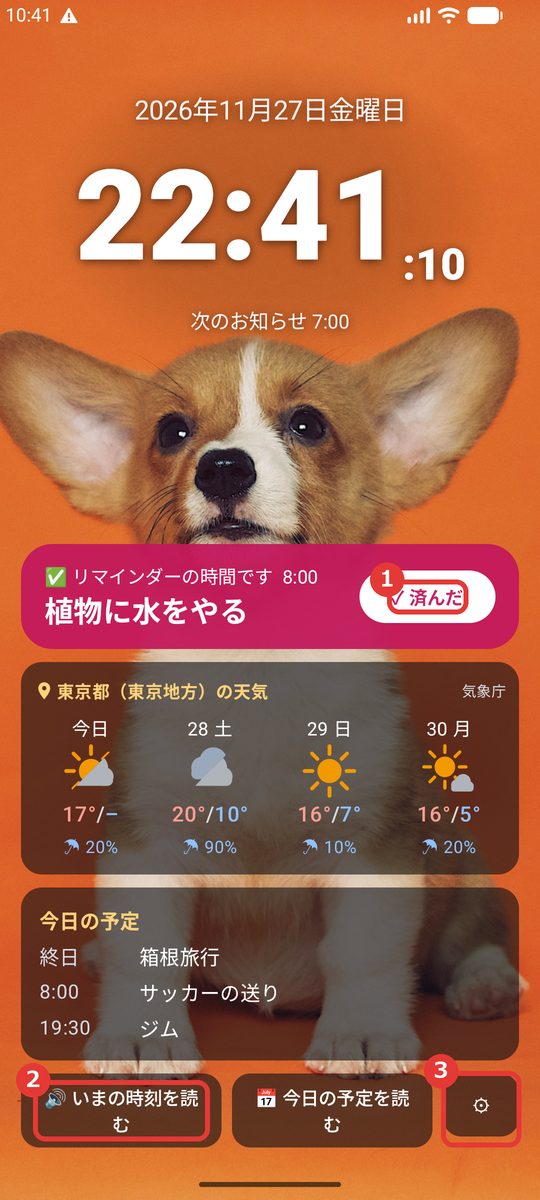 10:41
2026年11月27日金曜日
22:41:10
次のお知らせ 7:00
✅ リマインダーの時間です 8:00
植物に水をやる
1
✓ 済んだ
東京都（東京地方）の天気
気象庁
今日 28 土 29 日 30 月
17°/– 20°/10° 16°/7° 16°/5°
☂ 20% ☂ 90% ☂ 10% ☂ 20%
今日の予定
終日 箱根旅行
8:00 サッカーの送り
19:30 ジム
2
🔊 いまの時刻を読
む
📅 今日の予定を読
む
3